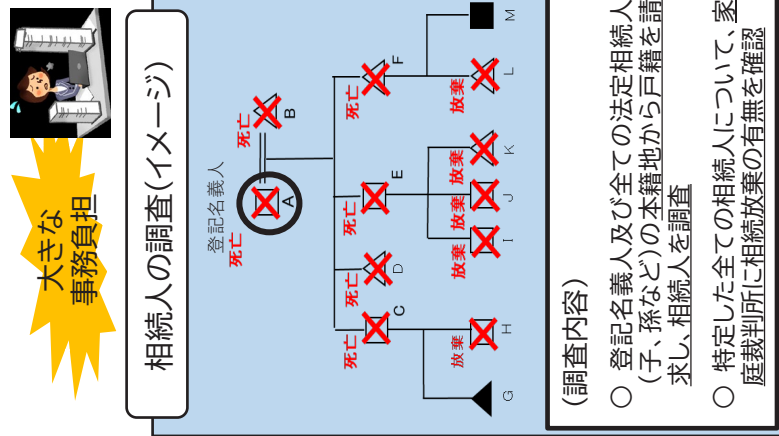 大きな
事務負担
相続人の調査(イメージ)
登記名義人
死亡
A
死亡
B
死亡
C
死亡
D
E
死亡
F
G
放棄
H
放棄
I
放棄
J
放棄
K
放棄
L
M
(調査内容)
○ 登記名義人及び全ての法定相続人
(子、孫など)の本籍地から戸籍を請
求し、相続人を調査
○ 特定した全ての相続人について、家
庭裁判所に相続放棄の有無を確認